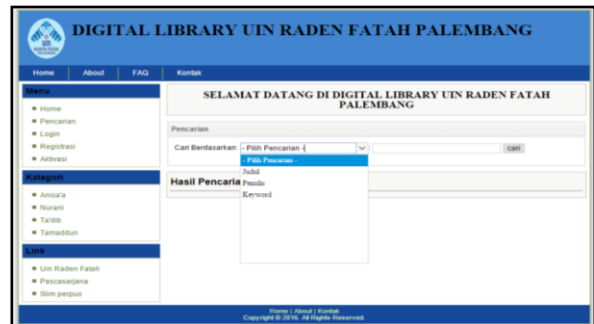 DIGITAL LIBRARY UIN RADEN FATAH PALEMBANG
Home About FAQ Kontak
Menu
Home
Pencarian
Login
Registrasi
Aktivasi
Kategori
Anisa'a
Nurani
Ta'dib
Tamaddun
Link
Uin Raden Fatah
Pascasarjana
Slim perpus
SELAMAT DATANG DI DIGITAL LIBRARY UIN RADEN FATAH
PALEMBANG
Pencarian
Cari Berdasarkan: - Pilih Pencarian - : cari
- Pilih Pencarian -
Judul
Penulis
Keyword
Hasil Pencaria
Home | About | Kontak
Copyright © 2016. All Rights Reserved.